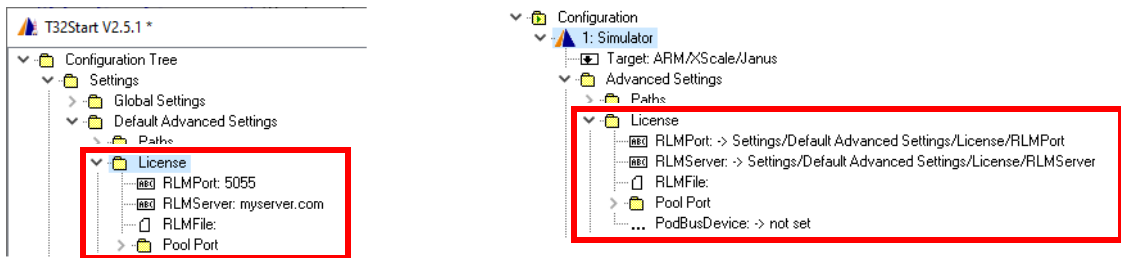 T32Start V2.5.1 *
Configuration Tree
Settings
Global Settings
Default Advanced Settings
Paths
License
RLMPort: 5055
RLMServer: myserver.com
RLMFile:
Pool Port
Configuration
1: Simulator
Target: ARM/XScale/Janus
Advanced Settings
Paths
License
RLMPort: -> Settings/Default Advanced Settings/License/RLMPort
RLMServer: -> Settings/Default Advanced Settings/License/RLMServer
RLMFile:
Pool Port
PodBusDevice: -> not set